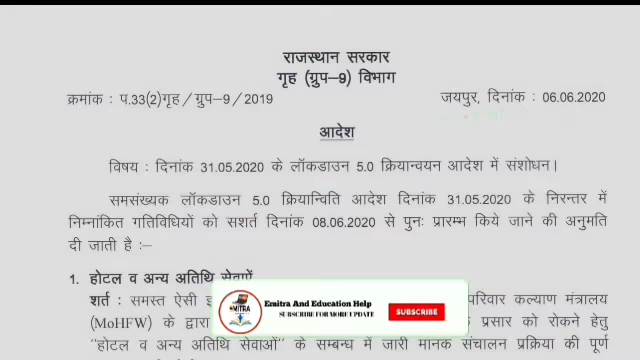 राजस्थान सरकार
गृह (ग्रुप–9) विभाग
क्रमांक : प.33(2)गृह/ग्रुप–9/2019 जयपुर, दिनांक : 06.06.2020
आदेश
विषय : दिनांक 31.05.2020 के लॉकडाउन 5.0 क्रियान्वयन आदेश में संशोधन।
समसंख्यक लॉकडाउन 5.0 क्रियान्विति आदेश दिनांक 31.05.2020 के निरन्तर में
निम्नांकित गतिविधियों को सशर्त दिनांक 08.06.2020 से पुनः प्रारम्भ किये जाने की अनुमति
दी जाती है :–
1. होटल व अन्य अतिथि सेवाऐं
शर्त : समस्त ऐसी परिवार कल्याण मंत्रालय
(MoHFW) के द्वारा प्रसार को रोकने हेतु
"होटल व अन्य अतिथि सेवाओं" के सम्बन्ध में जारी मानक संचालन प्रक्रिया की पूर्ण
EMITRA
Emitra And Education Help
SUBSCRIBE FOR MORE UPDATE
SUBSCRIBE